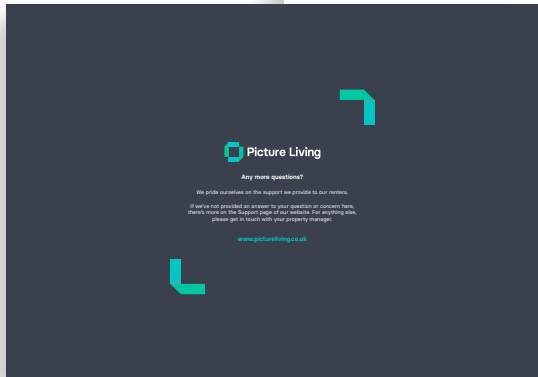 Picture Living
Any more questions?
We pride ourselves on the support we provide to our renters.
If we've not provided an answer to your question or concern here,
there's more on the Support page of our website. For anything else,
please get in touch with your property manager.
www.pictureliving.co.uk